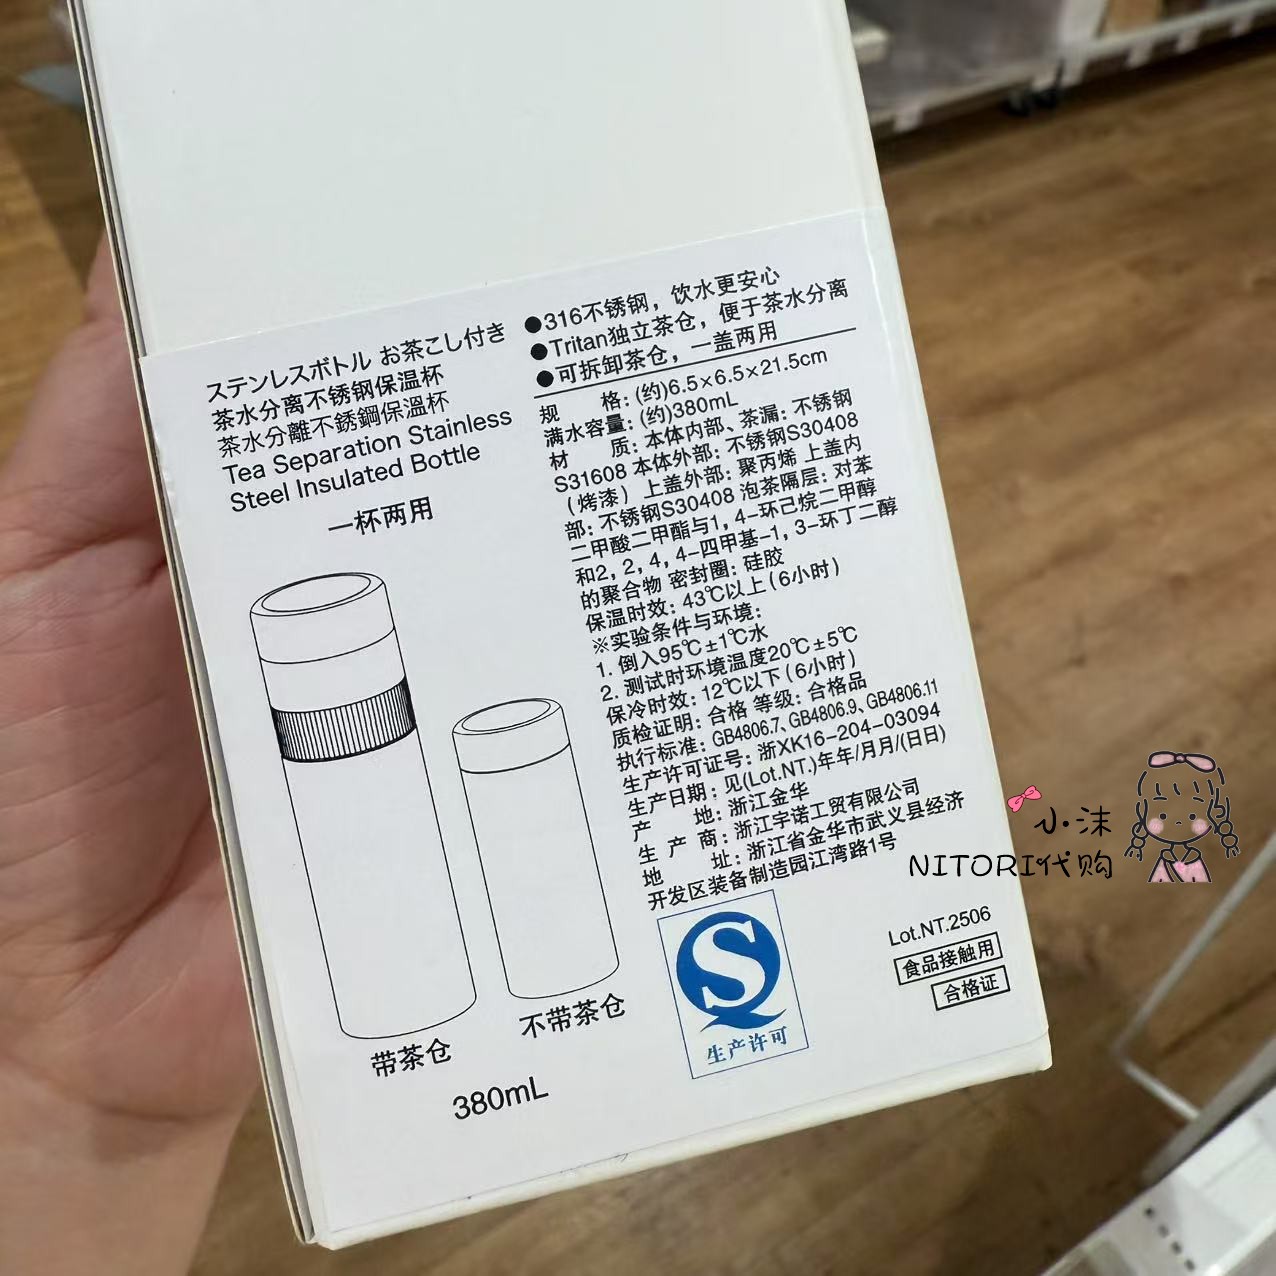 ステンレスボトル お茶こし付き
茶水分离不锈钢保温杯
茶水分離不銹鋼保溫杯
Tea Separation Stainless
Steel Insulated Bottle
一杯两用
带茶仓
不带茶仓
380mL
●316不锈钢，饮水更安心
●Tritan独立茶仓，便于茶水分离
●可拆卸茶仓，一盖两用
规 格：(约)6.5×6.5×21.5cm
满水容量：(约)380mL
材 质：本体内部、茶漏：不锈钢
S31608 本体外部：不锈钢S30408
（烤漆）上盖外部：聚丙烯 上盖内
部：不锈钢S30408 泡茶隔层：对苯
二甲酸二甲酯与1，4-环己烷二甲醇
和2，2，4，4-四甲基-1，3-环丁二醇
的聚合物 密封圈：硅胶
保温时效：43℃以上(6小时)
※实验条件与环境：
1. 倒入95℃±1℃水
2. 测试时环境温度20℃±5℃
保冷时效：12℃以下(6小时)
质检证明：合格 等级：合格品
执行标准：GB4806.7、GB4806.9、GB4806.11
生产许可证号：浙XK16-204-03094
生产日期：见(Lot.NT.)年年/月月/(日日)
产 地：浙江金华
生 产 商：浙江宇诺工贸有限公司
地 址：浙江省金华市武义县经济
开发区装备制造园江湾路1号
生产许可
Lot.NT.2506
食品接触用
合格证
小沫
NITORI代购